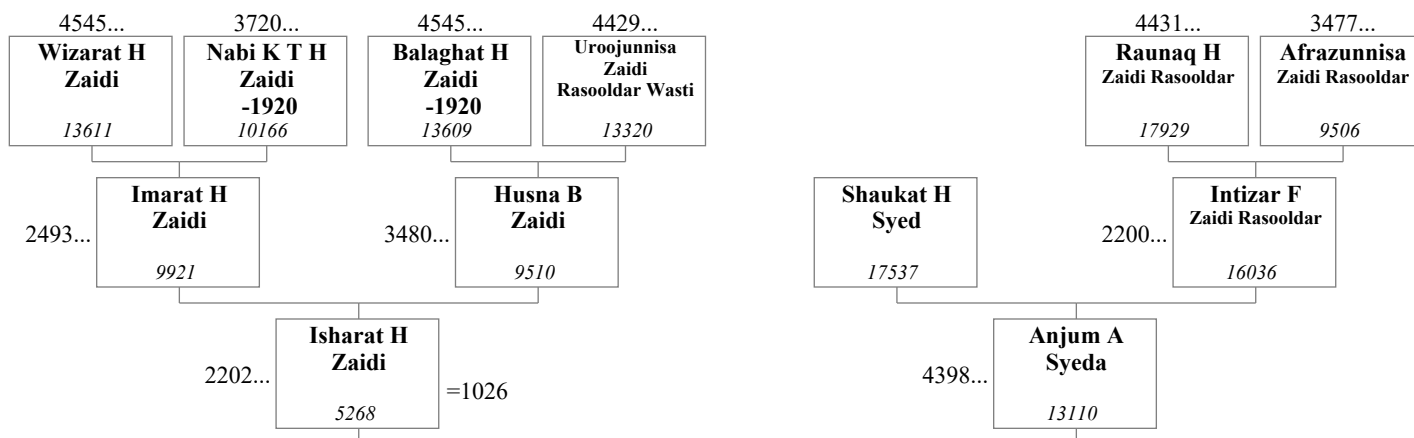 4545...
3720...
4545...
4429...
4431...
3477...
Wizarat H
Zaidi
13611
Nabi K T H
Zaidi
-1920
10166
Balaghat H
Zaidi
-1920
13609
Uroojunnisa
Zaidi
Rasooldar Wasti
13320
Raunaq H
Zaidi Rasooldar
17929
Afrazunnisa
Zaidi Rasooldar
9506
2493...
Imarat H
Zaidi
9921
3480...
Husna B
Zaidi
9510
Shaukat H
Syed
17537
2200...
Intizar F
Zaidi Rasooldar
16036
2202...
Isharat H
Zaidi
5268
=1026
4398...
Anjum A
Syeda
13110